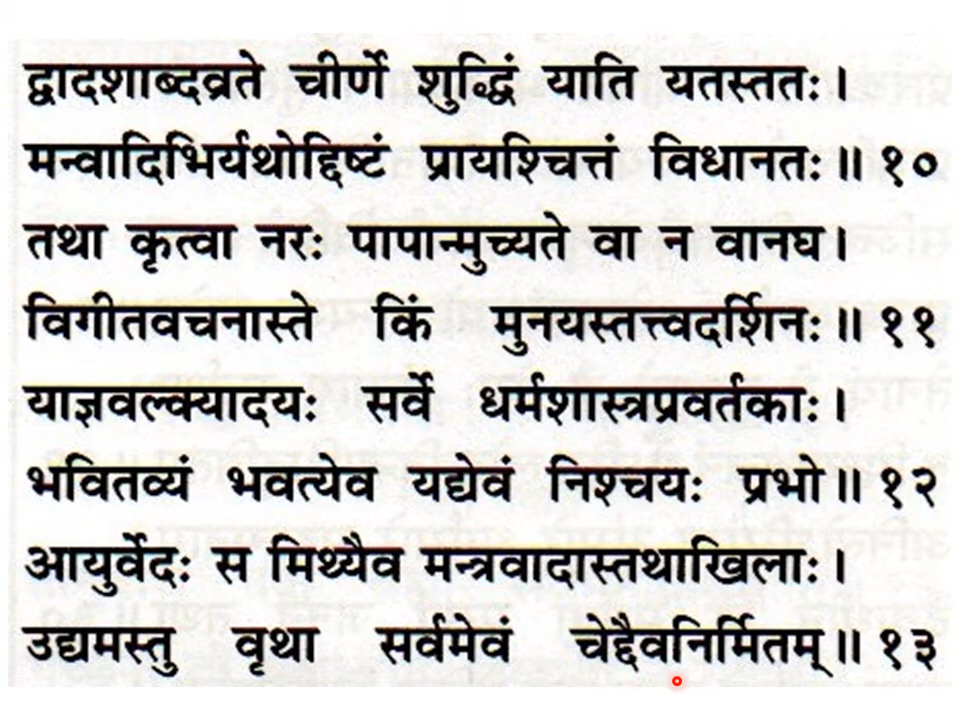 द्वादशाब्दव्रते चीर्णे शुद्धिं याति यतस्ततः।
मन्वादिभिर्यथोद्दिष्टं प्रायश्चित्तं विधानतः॥ १०
तथा कृत्वा नरः पापान्मुच्यते वा न वानघ।
विगीतवचनास्ते किं मुनयस्तत्त्वदर्शिनः॥ ११
याज्ञवल्क्यादयः सर्वे धर्मशास्त्रप्रवर्तकाः।
भवितव्यं भवत्येव यद्येवं निश्चयः प्रभो॥ १२
आयुर्वेदः स मिथ्यैव मन्त्रवादास्तथाखिलाः।
उद्यमस्तु वृथा सर्वमेवं चेद्दैवनिर्मितम्॥ १३